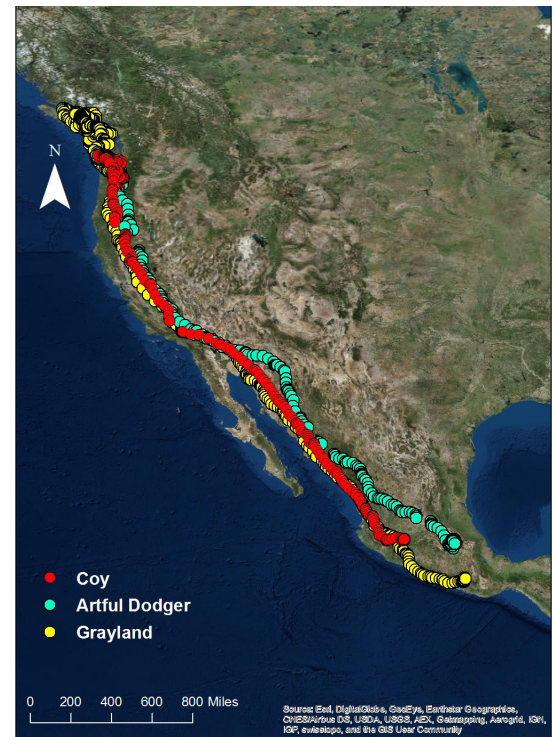 N
Coy
Artful Dodger
Grayland
0 200 400 600 800 Miles
Source: Esri, DigitalGlobe, GeoEye, Earthstar Geographics,
CNES/Airbus DS, USDA, USGS, AEX, Getmapping, Aerogrid, IGN,
IGP, swisstopo, and the GIS User Community